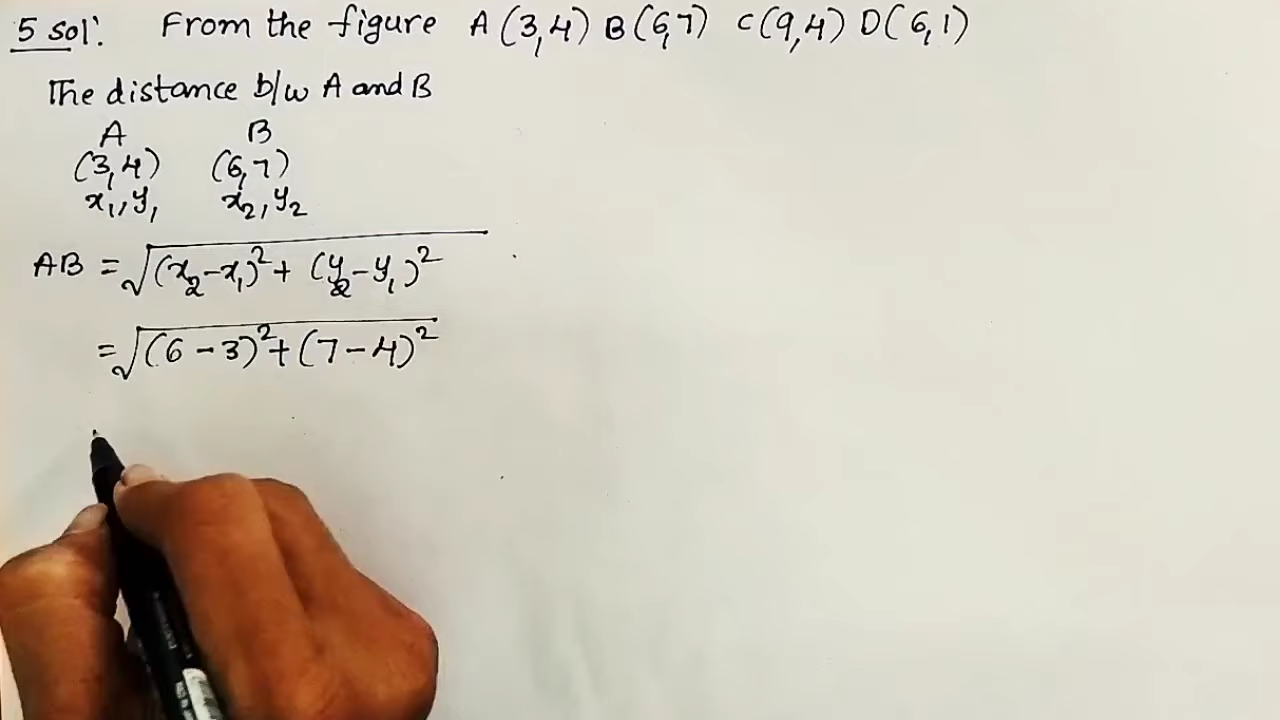 5 sol: From the figure A(3,4) B(6,7) C(9,4) D(6,1)
The distance b/w A and B
A B
(3,4) (6,7)
x₁,y₁ x₂,y₂
AB = √(x₂-x₁)²+ (y₂-y₁)²
= √(6-3)²+(7-4)²